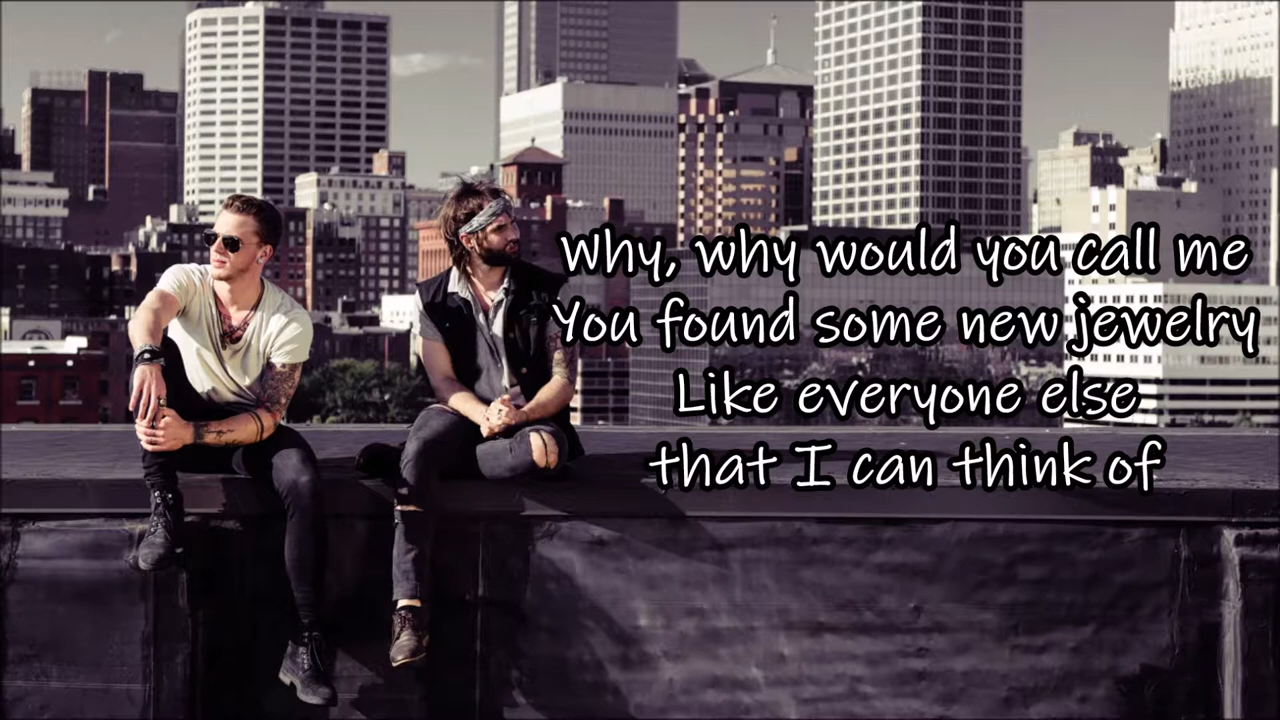 Why, why would you call me
You found some new jewelry
Like everyone else
that I can think of